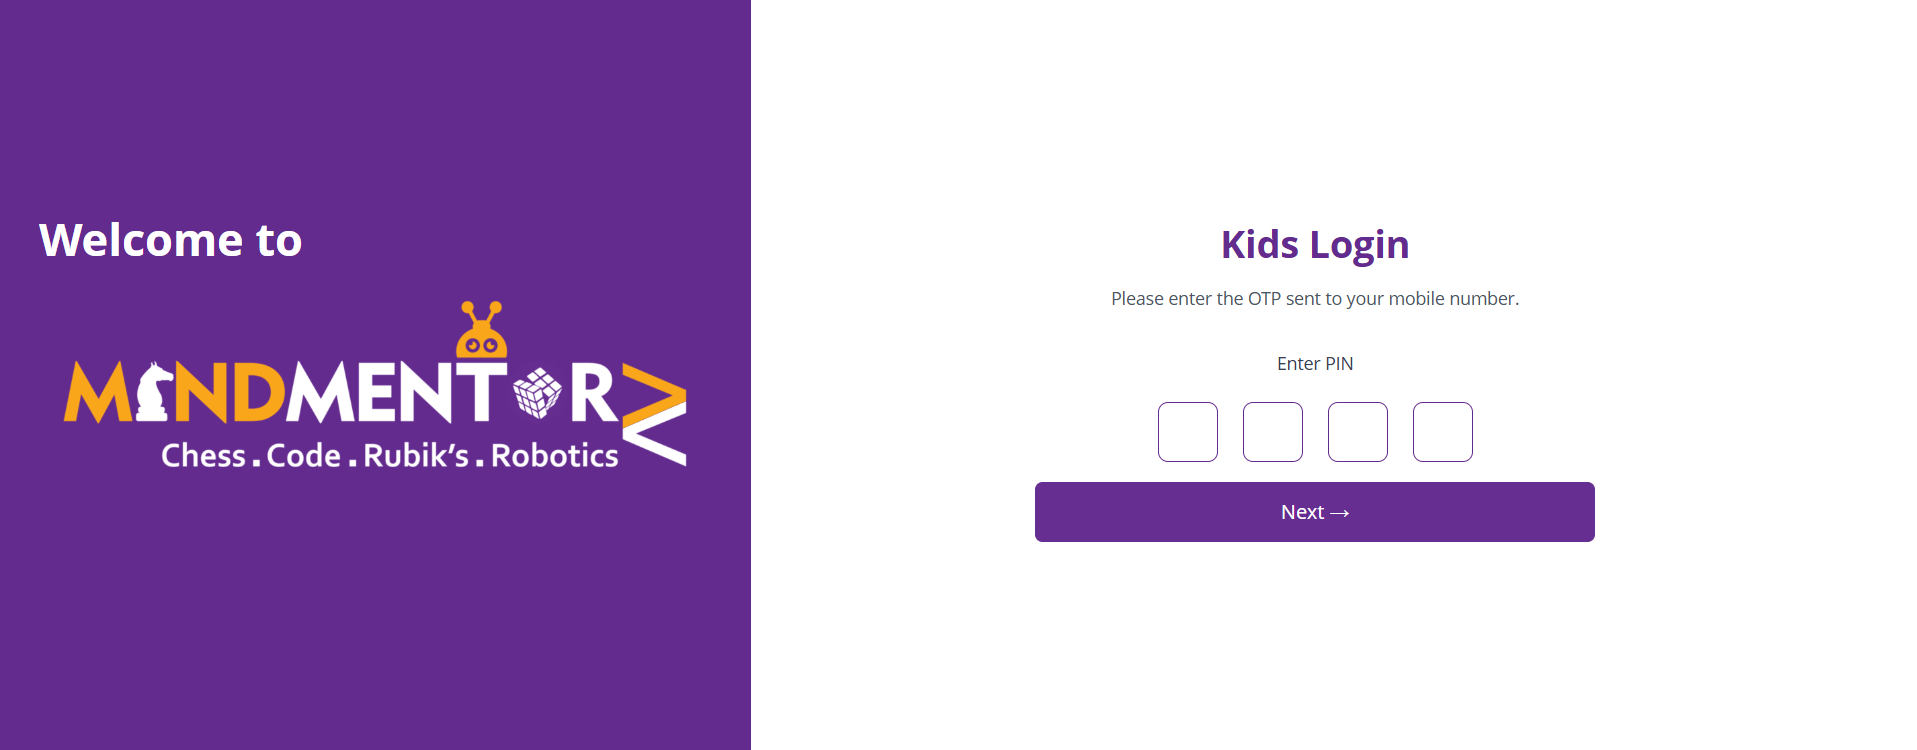 Welcome to
MINDMENTORZ
Chess . Code . Rubik's . Robotics
Kids Login
Please enter the OTP sent to your mobile number.
Enter PIN
Next →